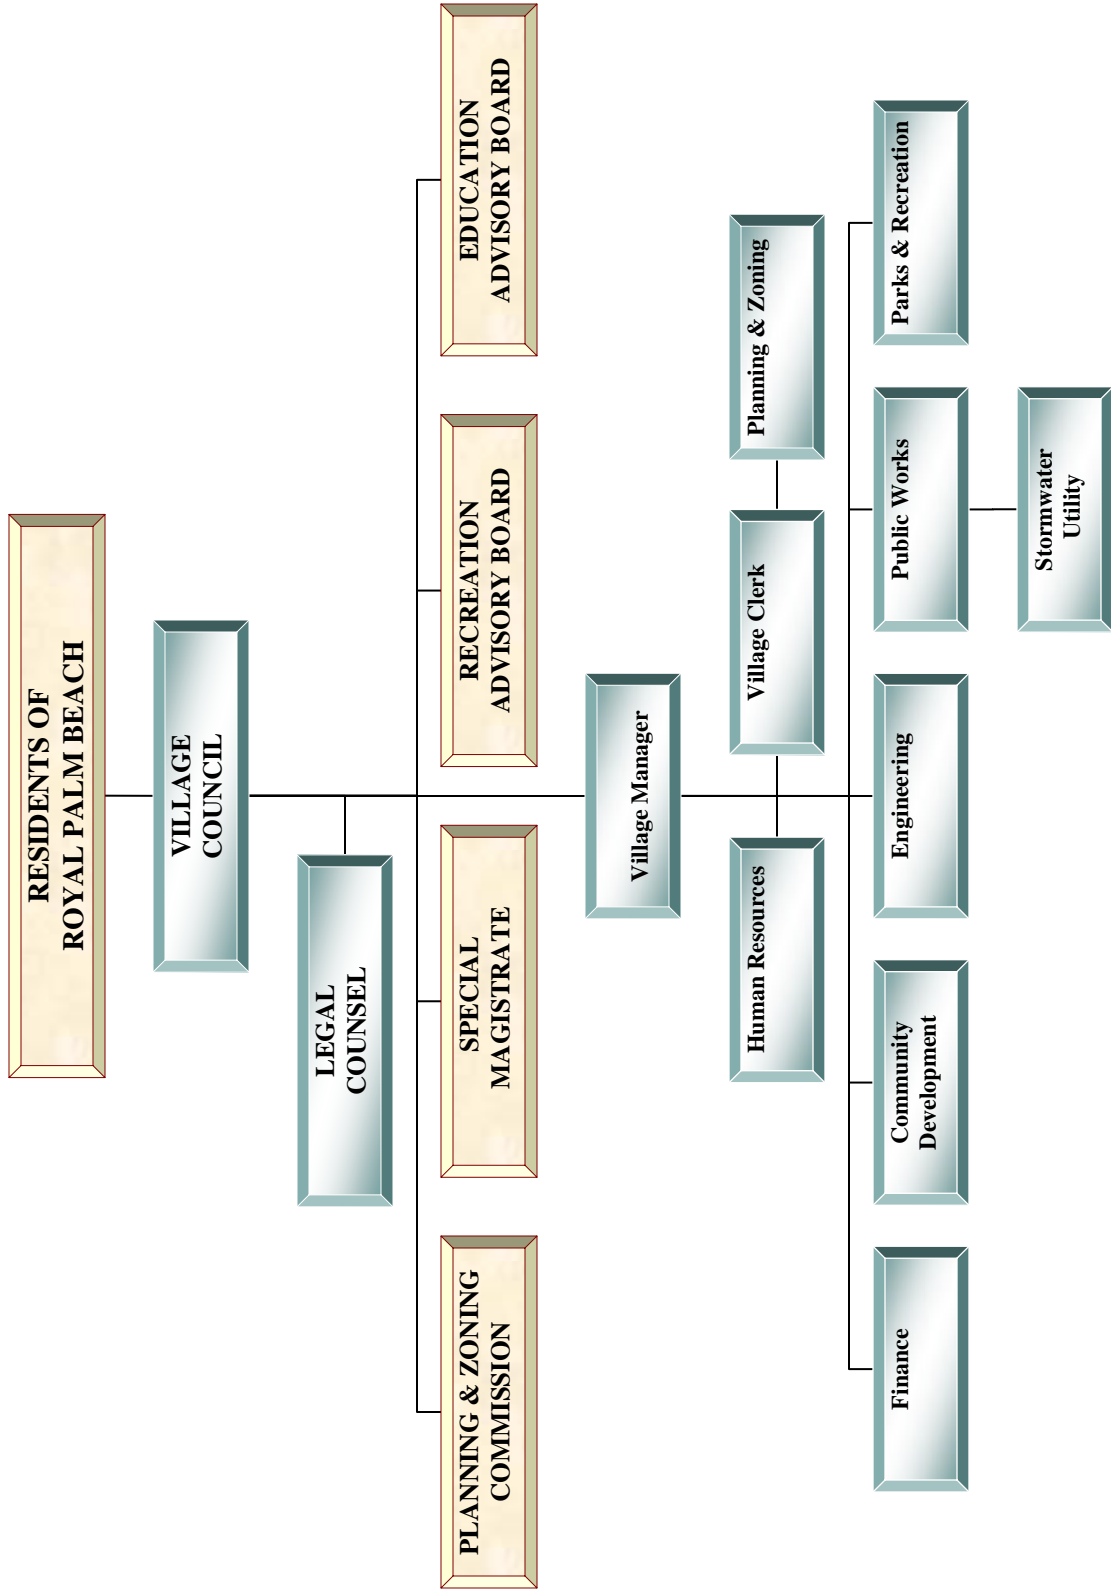 RESIDENTS OF
ROYAL PALM BEACH
VILLAGE
COUNCIL
LEGAL
COUNSEL
PLANNING & ZONING
COMMISSION
SPECIAL
MAGISTRATE
RECREATION
ADVISORY BOARD
EDUCATION
ADVISORY BOARD
Village Manager
Human Resources
Village Clerk
Planning & Zoning
Finance
Community
Development
Engineering
Public Works
Parks & Recreation
Stormwater
Utility